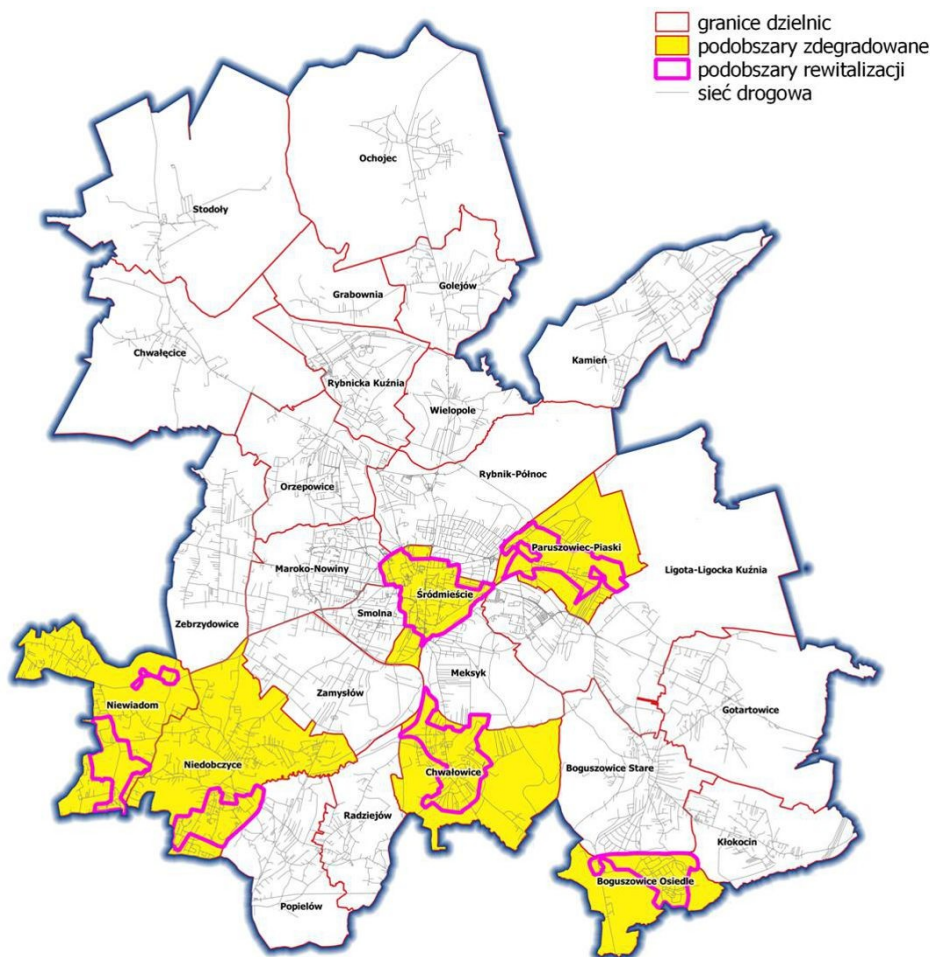 granice dzielnic
podobszary zdegradowane
podobszary rewitalizacji
sieć drogowa
Ochojec
Stodoły
Golejów
Grabownia
Chwałęcice
Kamień
Rybnicka Kuźnia
Wielopole
Rybnik-Północ
Orzepowice
Paruszowiec-Piaski
Maroko-Nowiny
Ligota-Ligocka Kuźnia
Śródmieście
Smolna
Zebrzydowice
Meksyk
Zamysłów
Niewiadom
Gotartowice
Niedobczyce
Boguszowice Stare
Chwałowice
Radziejów
Kłokocin
Boguszowice Osiedle
Popielów